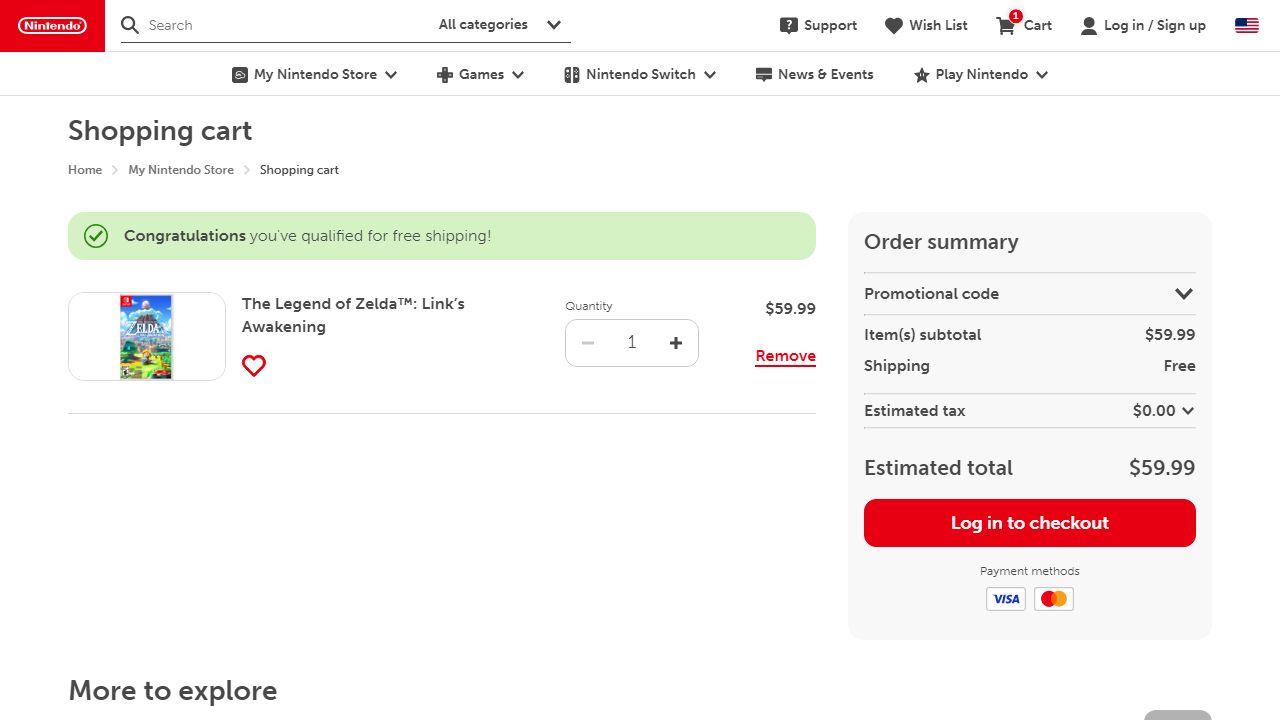 Nintendo
Search
All categories
Support
Wish List
1
Cart
Log in / Sign up
My Nintendo Store
Games
Nintendo Switch
News & Events
Play Nintendo
Shopping cart
Home
My Nintendo Store
Shopping cart
Congratulations you've qualified for free shipping!
ZELDA
The Legend of Zelda™: Link's
Awakening
Quantity
1
$59.99
Remove
Order summary
Promotional code
Item(s) subtotal $59.99
Shipping Free
Estimated tax $0.00
Estimated total $59.99
Log in to checkout
Payment methods
VISA
More to explore